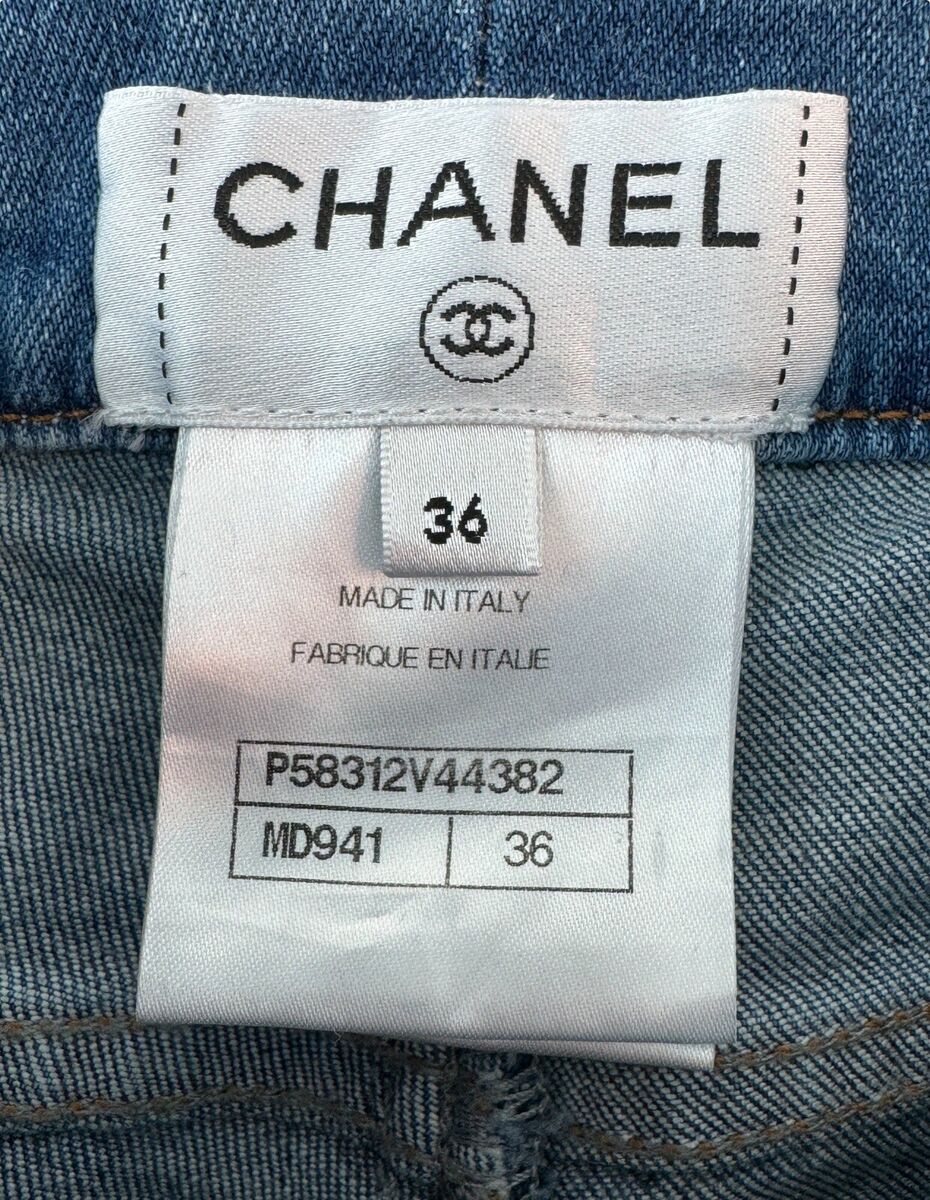 CHANEL
36
MADE IN ITALY
FABRIQUE EN ITALIE
P58312V44382
MD941 36